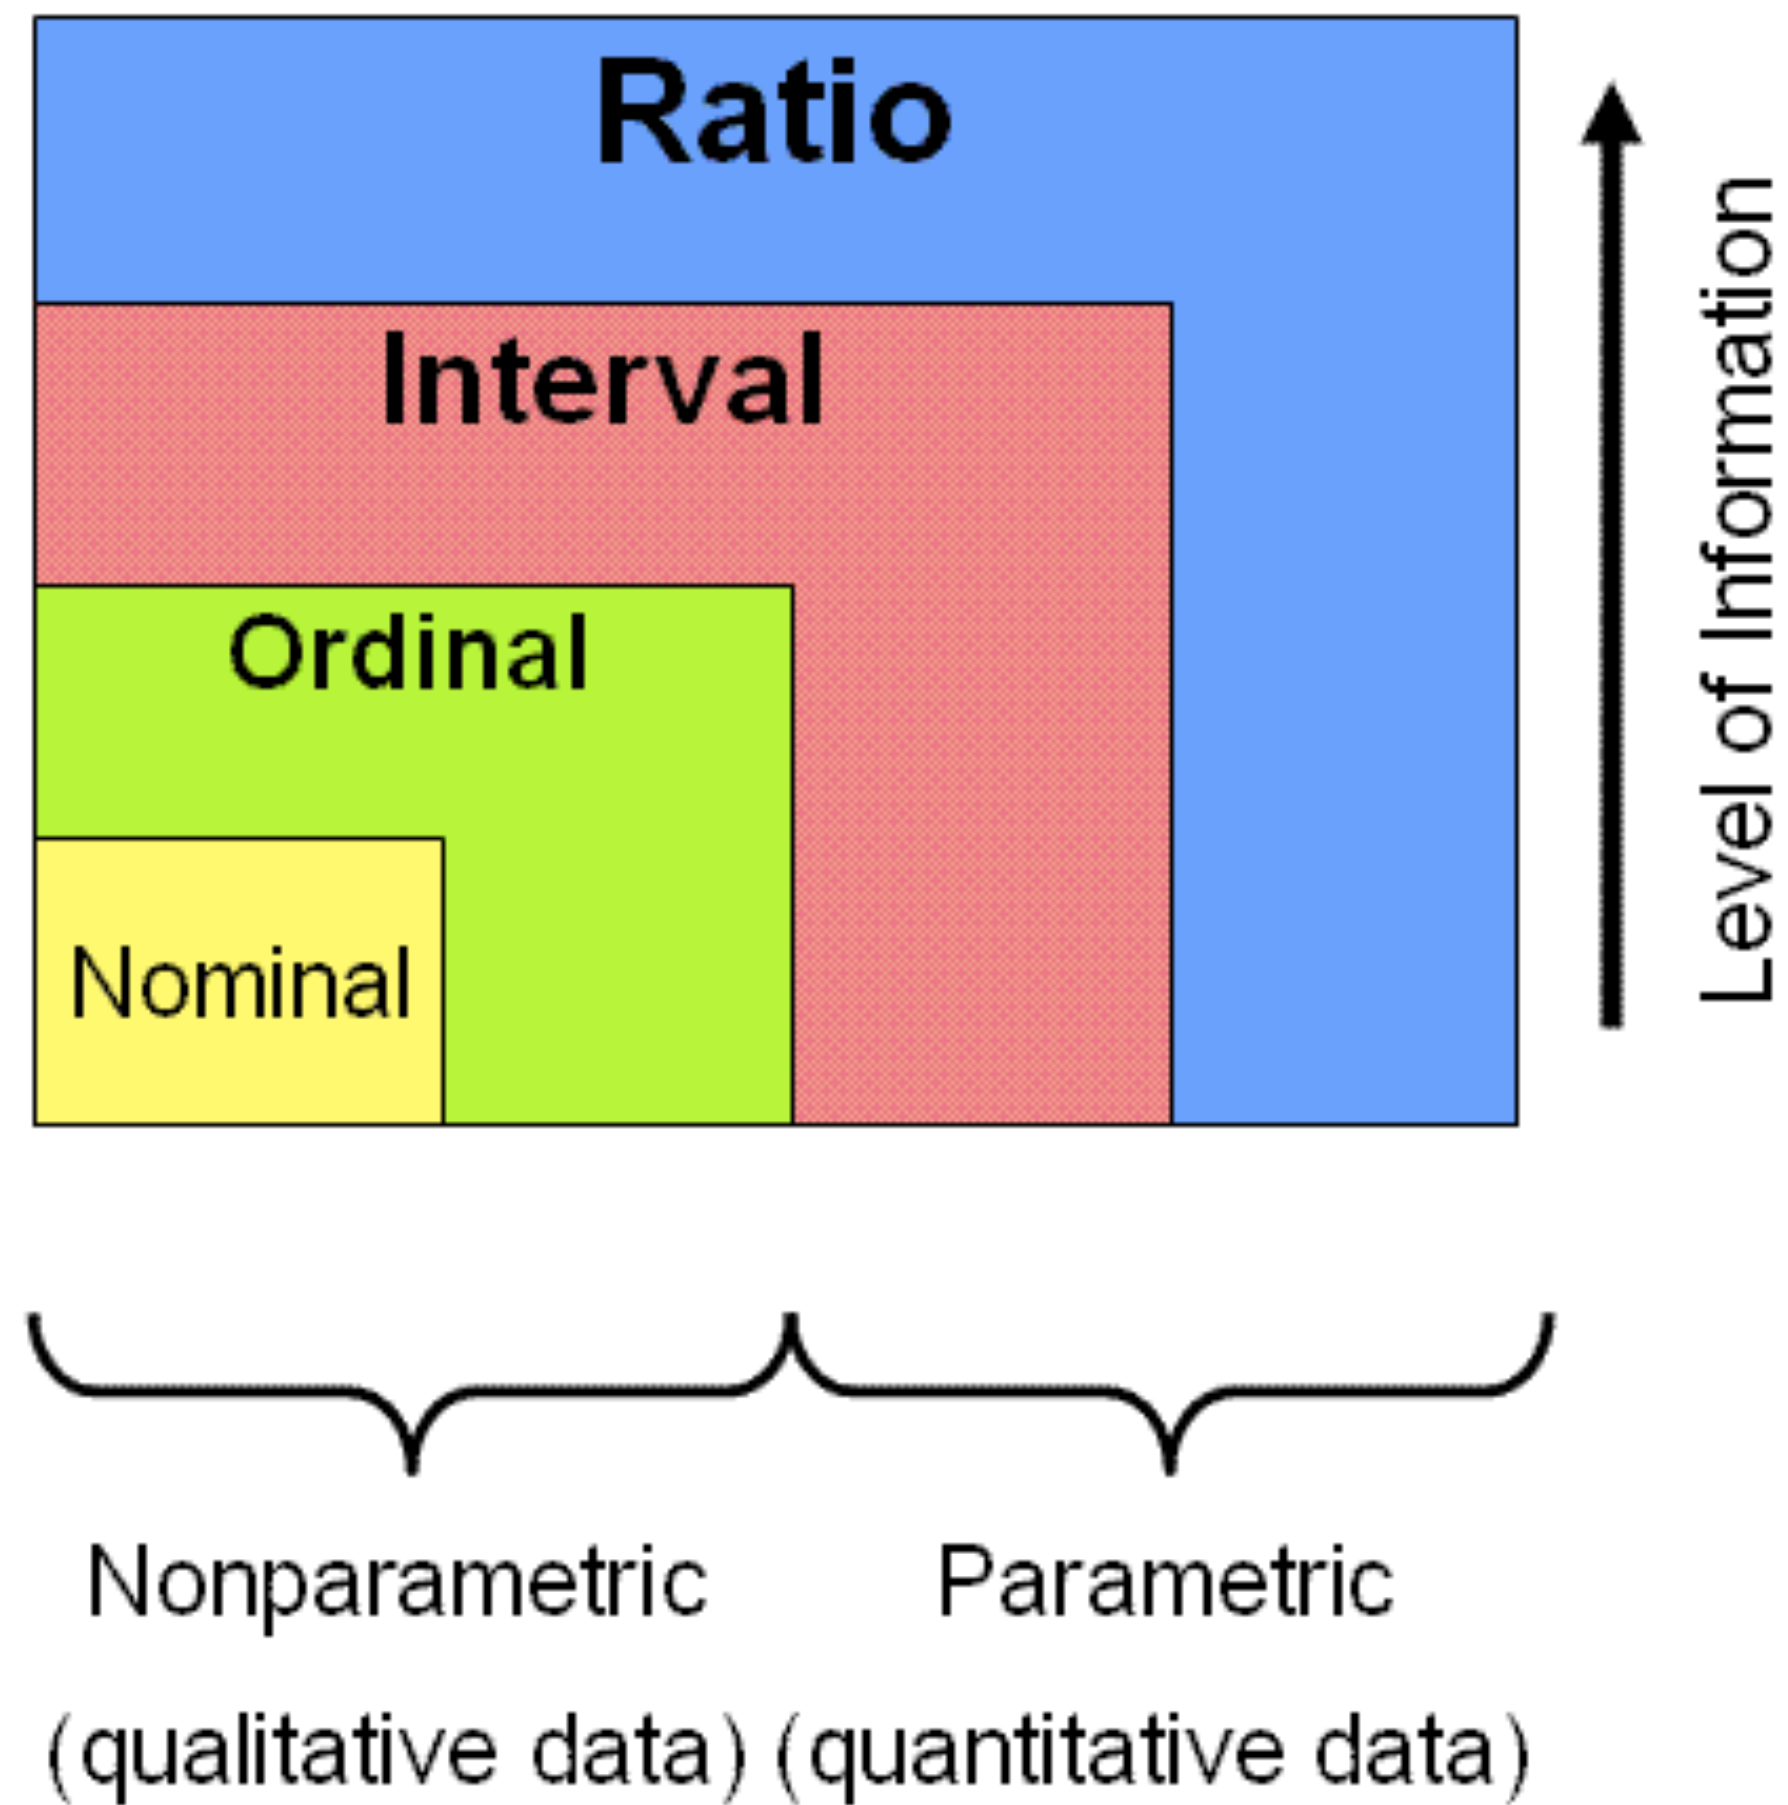 Ratio
Interval
Ordinal
Nominal
Level of Information
Nonparametric
(qualitative data)
Parametric
(quantitative data)